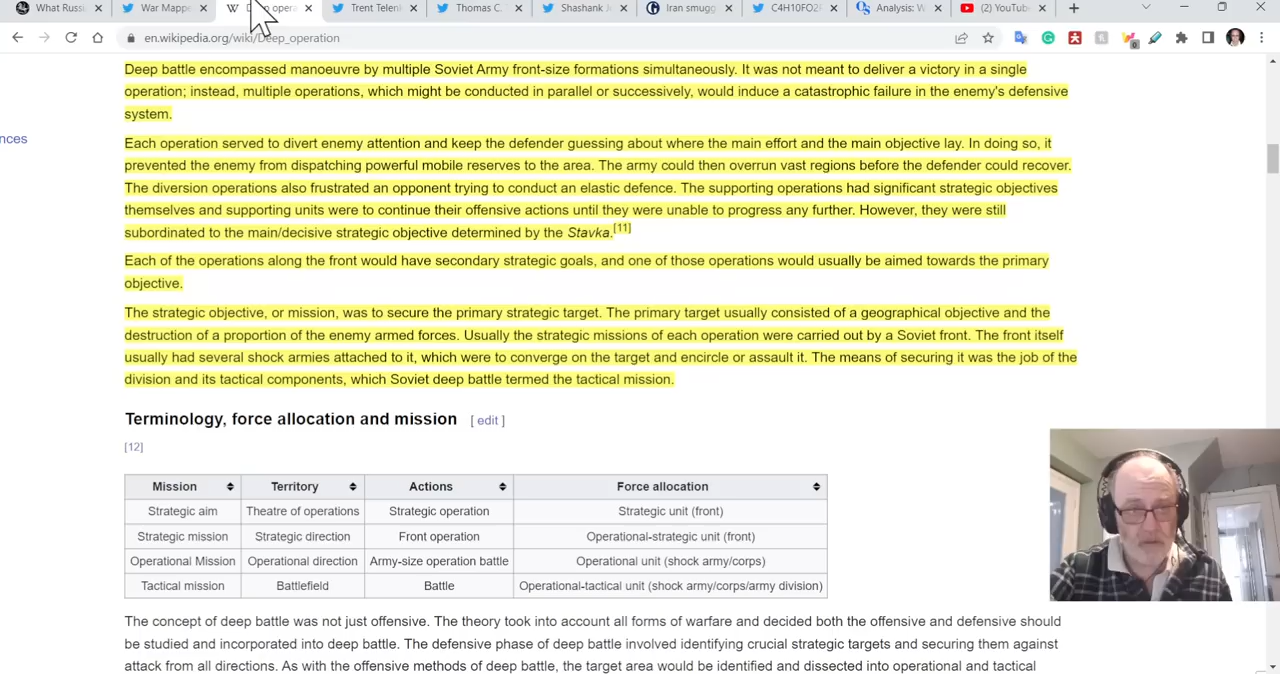 What Russi
War Mappe
Deep opera
Trent Telenk
Thomas C.
Shashank J
Iran smugg
C4H10FO2P
Analysis: W
(2) YouTube
en.wikipedia.org/wiki/Deep_operation
Deep battle encompassed manoeuvre by multiple Soviet Army front-size formations simultaneously. It was not meant to deliver a victory in a single
operation; instead, multiple operations, which might be conducted in parallel or successively, would induce a catastrophic failure in the enemy's defensive
system.
nces
Each operation served to divert enemy attention and keep the defender guessing about where the main effort and the main objective lay. In doing so, it
prevented the enemy from dispatching powerful mobile reserves to the area. The army could then overrun vast regions before the defender could recover.
The diversion operations also frustrated an opponent trying to conduct an elastic defence. The supporting operations had significant strategic objectives
themselves and supporting units were to continue their offensive actions until they were unable to progress any further. However, they were still
subordinated to the main/decisive strategic objective determined by the Stavka.[11]
Each of the operations along the front would have secondary strategic goals, and one of those operations would usually be aimed towards the primary
objective.
The strategic objective, or mission, was to secure the primary strategic target. The primary target usually consisted of a geographical objective and the
destruction of a proportion of the enemy armed forces. Usually the strategic missions of each operation were carried out by a Soviet front. The front itself
usually had several shock armies attached to it, which were to converge on the target and encircle or assault it. The means of securing it was the job of the
division and its tactical components, which Soviet deep battle termed the tactical mission.
Terminology, force allocation and mission [ edit ]
[12]
Mission Territory Actions Force allocation
Strategic aim Theatre of operations Strategic operation Strategic unit (front)
Strategic mission Strategic direction Front operation Operational-strategic unit (front)
Operational Mission Operational direction Army-size operation battle Operational unit (shock army/corps)
Tactical mission Battlefield Battle Operational-tactical unit (shock army/corps/army division)
The concept of deep battle was not just offensive. The theory took into account all forms of warfare and decided both the offensive and defensive should
be studied and incorporated into deep battle. The defensive phase of deep battle involved identifying crucial strategic targets and securing them against
attack from all directions. As with the offensive methods of deep battle, the target area would be identified and dissected into operational and tactical